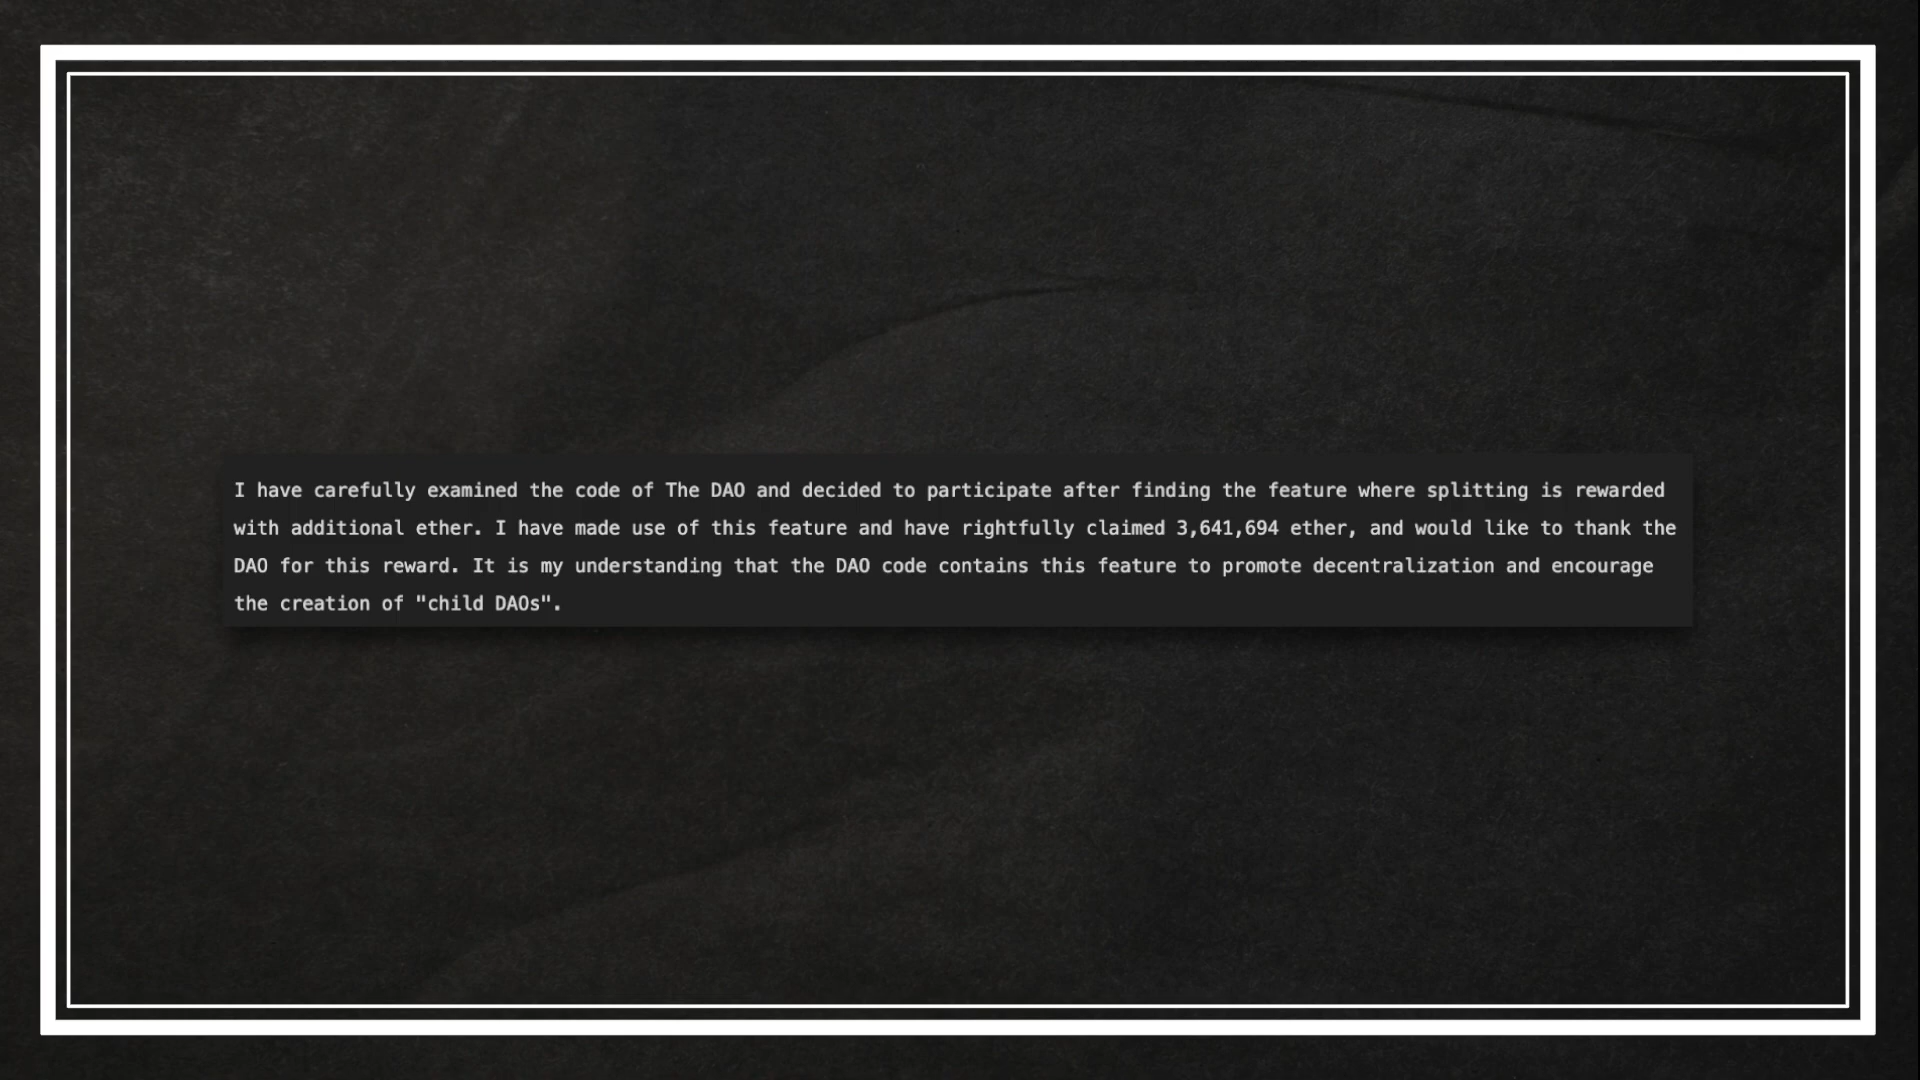 I have carefully examined the code of The DAO and decided to participate after finding the feature where splitting is rewarded
with additional ether. I have made use of this feature and have rightfully claimed 3,641,694 ether, and would like to thank the
DAO for this reward. It is my understanding that the DAO code contains this feature to promote decentralization and encourage
the creation of "child DAOs".